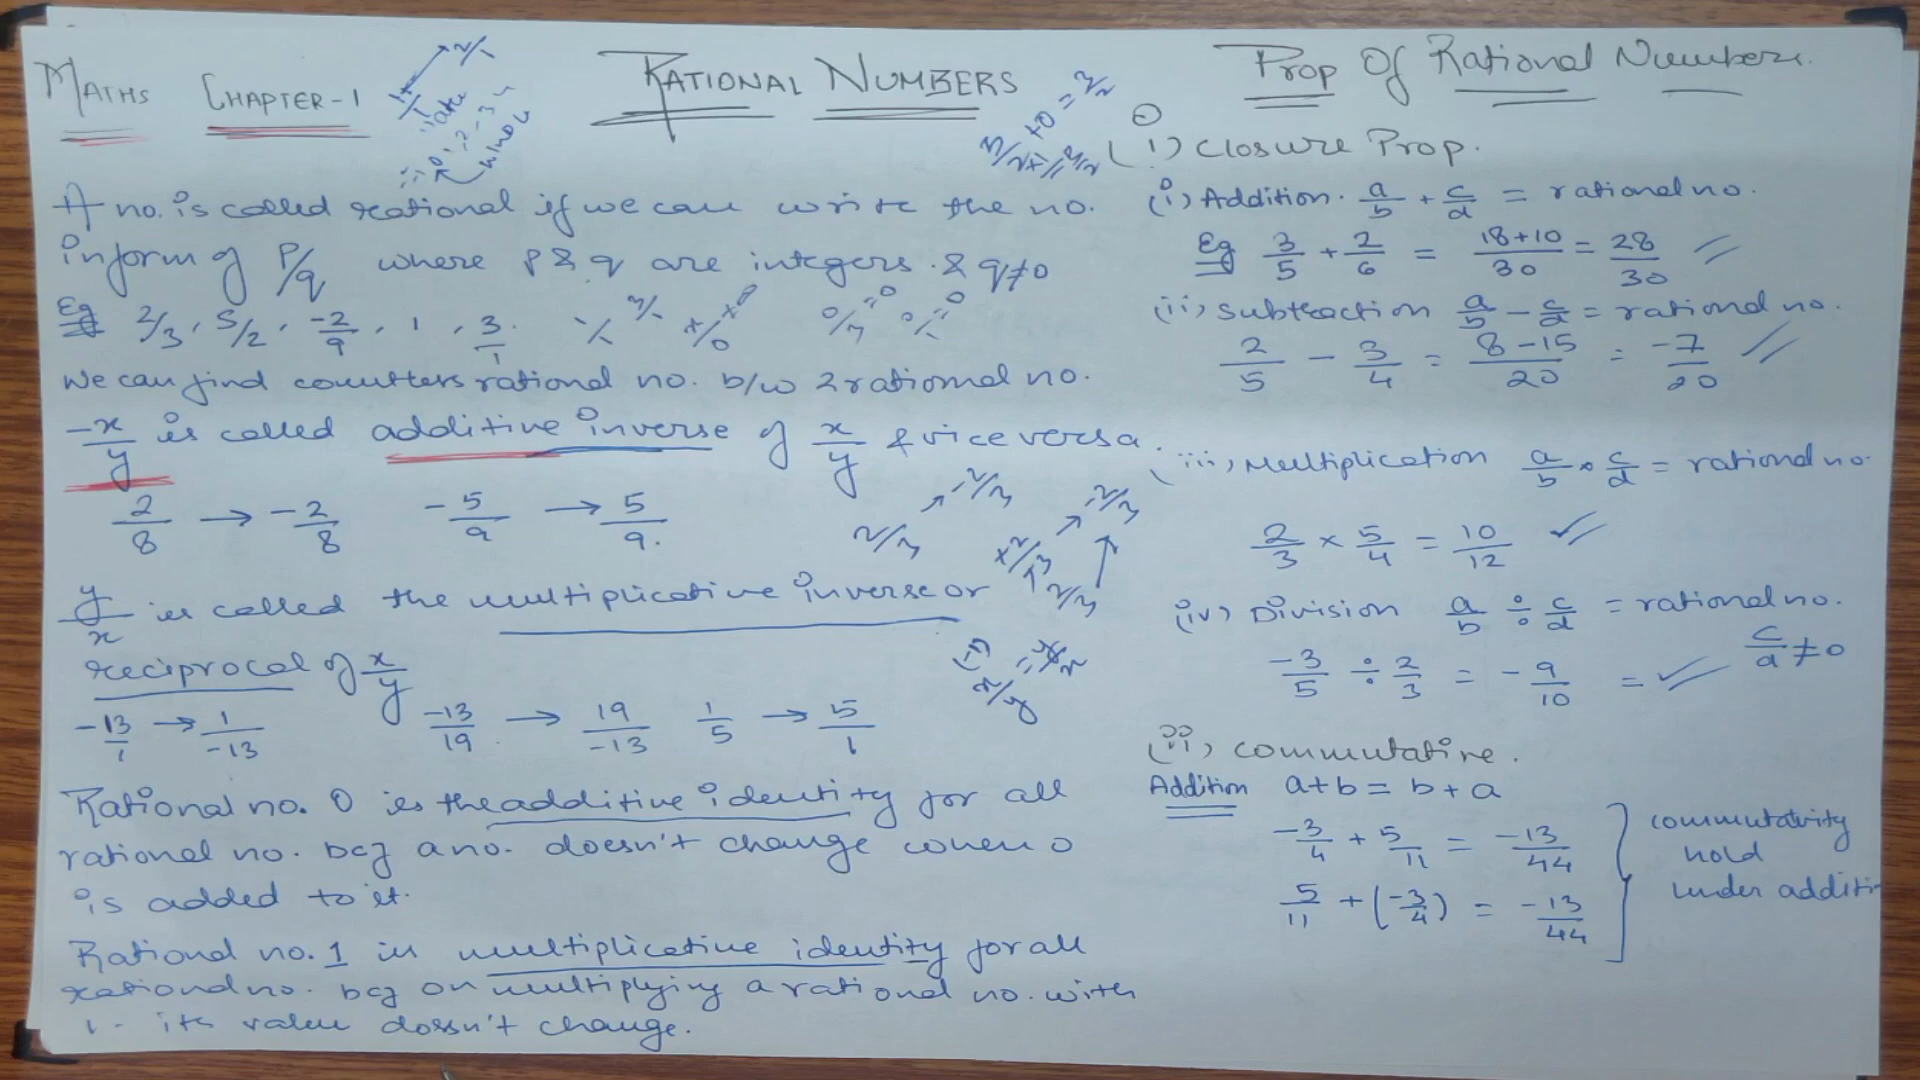 MATHS CHAPTER-1
RATIONAL NUMBERS
A no. is called rational if we can write the no.
in form of P/q where P & q are integers & q≠0
Eg 2/3, 5/2, -2/9, 1, 3/1
We can find countless rational no. b/w 2 rational no.
-x/y is called additive inverse of x/y & vice versa.
2/8 → -2/8 -5/9 → 5/9.
y/x is called the multiplicative inverse or
reciprocal of x/y
-13/1 → 1/-13 -13/19 → 19/-13 1/5 → 5/1
Rational no. 0 is the additive identity for all
rational no. bcz a no. doesn't change when 0
is added to it.
Rational no. 1 is multiplicative identity for all
rational no. bcz on multiplying a rational no. with
1 - its value doesn't change.
3/2 + 0 = 3/2
2/3 → -2/3
Prop Of Rational Numbers.
(i) Closure Prop.
(i) Addition. a/b + c/d = rational no.
Eg 3/5 + 2/6 = 18+10/30 = 28/30
(ii) Subtraction a/b - c/d = rational no.
2/5 - 3/4 = 8-15/20 = -7/20
(iii) Multiplication a/b × c/d = rational no.
2/3 × 5/4 = 10/12
(iv) Division a/b ÷ c/d = rational no.
c/d ≠ 0
-3/5 ÷ 2/3 = -9/10 =
(ii) commutative.
Addition a+b = b+a
-3/4 + 5/11 = -13/44
5/11 + (-3/4) = -13/44
commutativity
hold
under additi